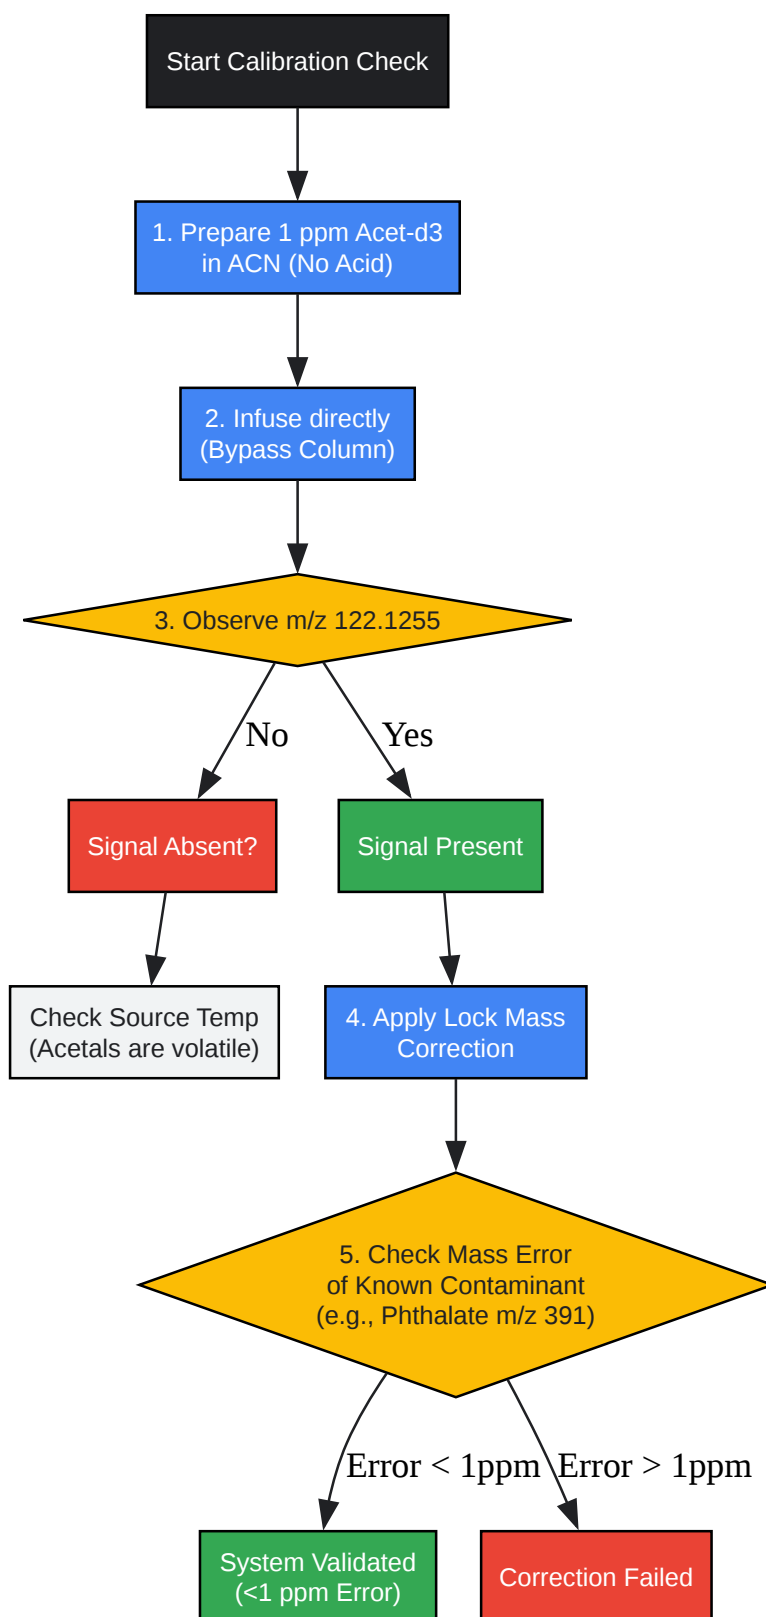 Start Calibration Check
1. Prepare 1 ppm Acet-d3
in ACN (No Acid)
2. Infuse directly
(Bypass Column)
3. Observe m/z 122.1255
No
Yes
Signal Absent?
Signal Present
Check Source Temp
(Acetals are volatile)
4. Apply Lock Mass
Correction
5. Check Mass Error
of Known Contaminant
(e.g., Phthalate m/z 391)
Error < 1ppm
Error > 1ppm
System Validated
(<1 ppm Error)
Correction Failed